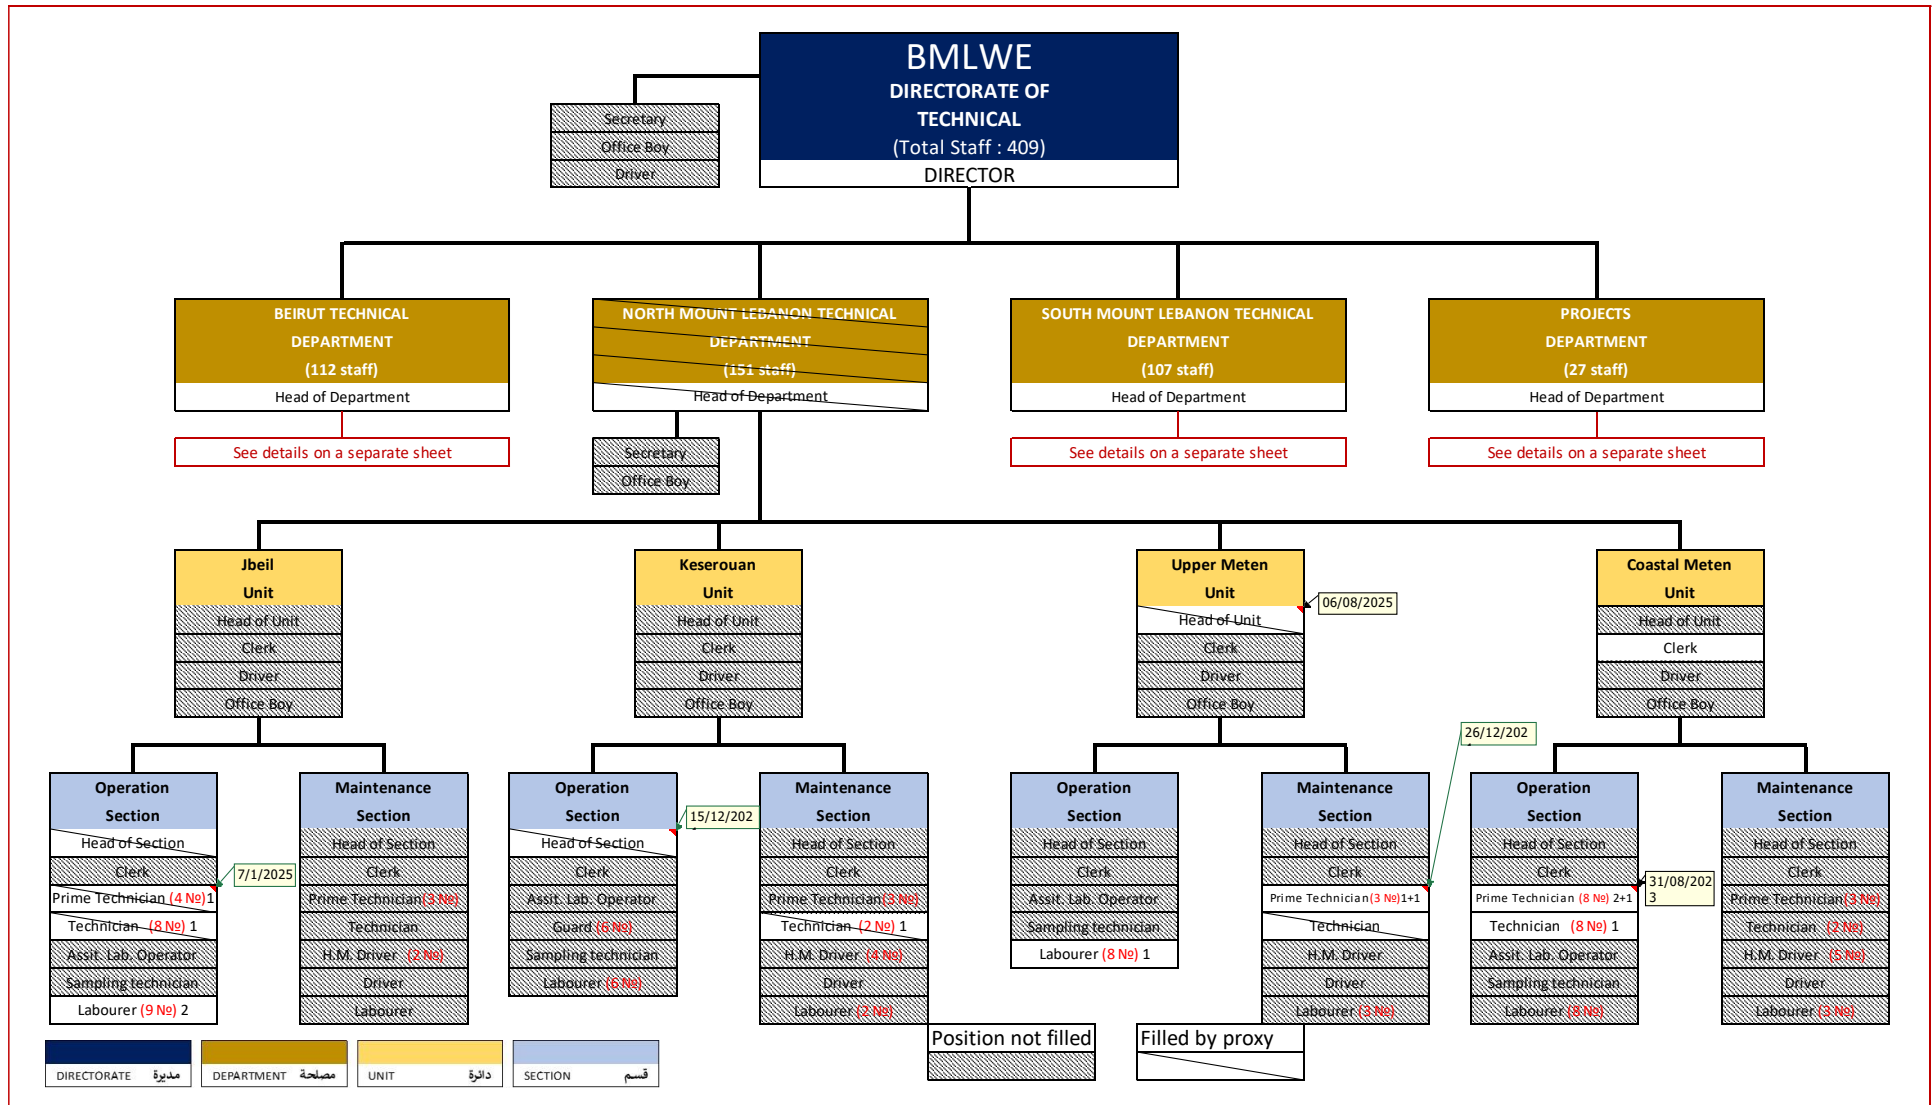 BMLWE
DIRECTORATE OF
TECHNICAL
(Total Staff : 409)
DIRECTOR
Secretary
Office Boy
Driver
BEIRUT TECHNICAL
DEPARTMENT
(112 staff)
Head of Department
See details on a separate sheet
NORTH MOUNT LEBANON TECHNICAL
DEPARTMENT
(151 staff)
Head of Department
Secretary
Office Boy
SOUTH MOUNT LEBANON TECHNICAL
DEPARTMENT
(107 staff)
Head of Department
See details on a separate sheet
PROJECTS
DEPARTMENT
(27 staff)
Head of Department
See details on a separate sheet
Jbeil
Unit
Head of Unit
Clerk
Driver
Office Boy
Keserouan
Unit
Head of Unit
Clerk
Driver
Office Boy
Upper Meten
Unit
Head of Unit
Clerk
Driver
Office Boy
06/08/2025
Coastal Meten
Unit
Head of Unit
Clerk
Driver
Office Boy
Operation
Section
Head of Section
Clerk
Prime Technician (4 №)1
Technician (8 №) 1
Assit. Lab. Operator
Sampling technician
Labourer (9 №) 2
7/1/2025
Maintenance
Section
Head of Section
Clerk
Prime Technician(3 №)
Technician
H.M. Driver (2 №)
Driver
Labourer
Operation
Section
Head of Section
Clerk
Assit. Lab. Operator
Guard (6 №)
Sampling technician
Labourer (6 №)
15/12/202
Maintenance
Section
Head of Section
Clerk
Prime Technician(3 №)
Technician (2 №) 1
H.M. Driver (4 №)
Driver
Labourer (2 №)
Operation
Section
Head of Section
Clerk
Assit. Lab. Operator
Sampling technician
Labourer (8 №) 1
Maintenance
Section
Head of Section
Clerk
Prime Technician(3 №)1+1
Technician
H.M. Driver
Driver
Labourer (3 №)
26/12/202
Operation
Section
Head of Section
Clerk
Prime Technician (8 №) 2+1
Technician (8 №) 1
Assit. Lab. Operator
Sampling technician
Labourer (8 №)
31/08/202
3
Maintenance
Section
Head of Section
Clerk
Prime Technician(3 №)
Technician (2 №)
H.M. Driver (5 №)
Driver
Labourer (3 №)
Position not filled
Filled by proxy
DIRECTORATE مديرة
DEPARTMENT مصلحة
UNIT دائرة
SECTION قسم